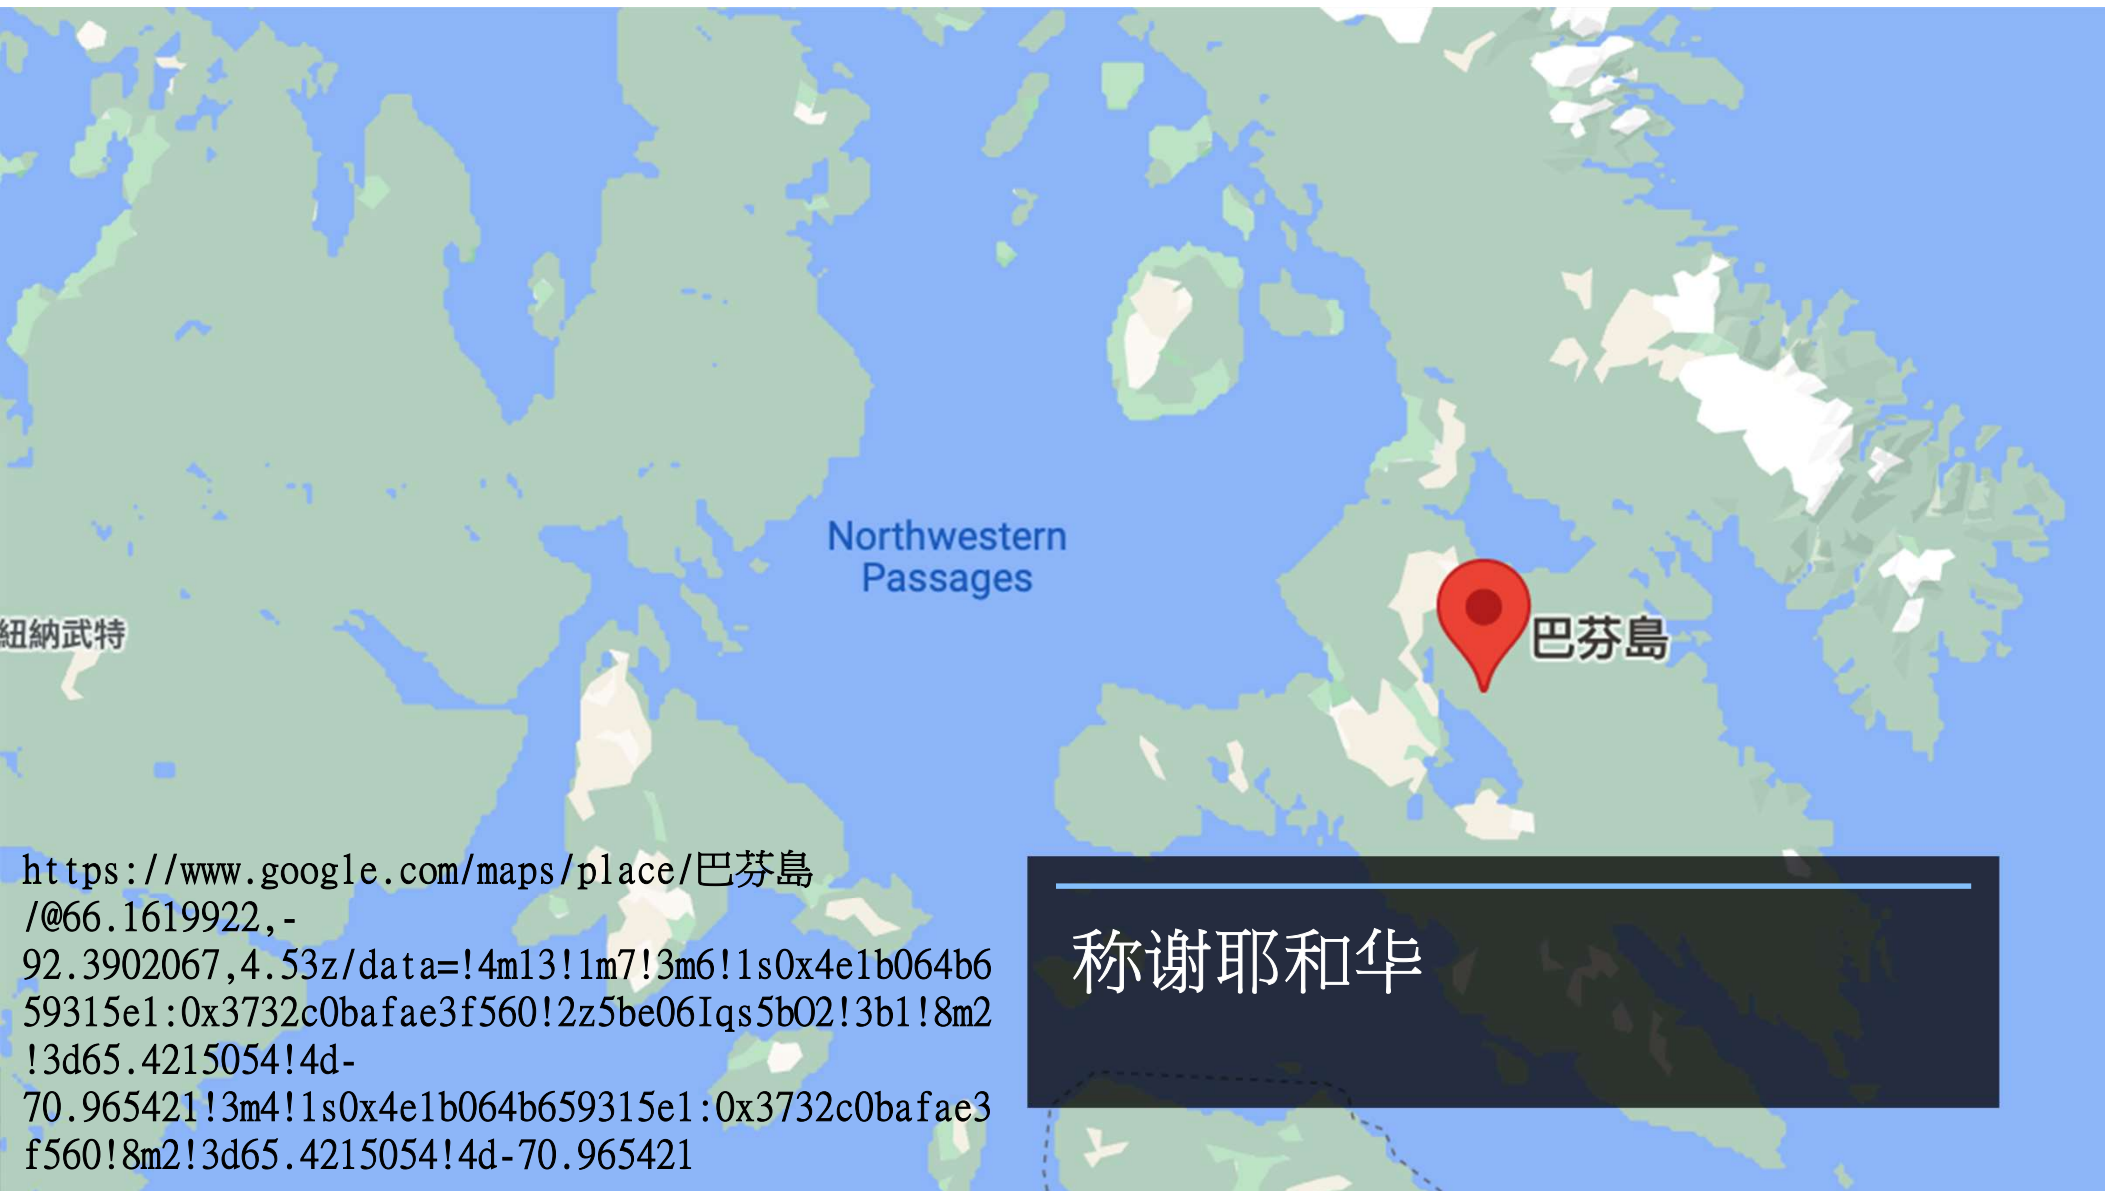 Northwestern
Passages
紐納武特
巴芬島
https://www.google.com/maps/place/巴芬島
/@66.1619922,-
92.3902067,4.53z/data=!4m13!1m7!3m6!1s0x4e1b064b6
59315e1:0x3732c0bafae3f560!2z5be06Iqs5bO2!3b1!8m2
!3d65.4215054!4d-
70.965421!3m4!1s0x4e1b064b659315e1:0x3732c0bafae3
f560!8m2!3d65.4215054!4d-70.965421
称谢耶和华